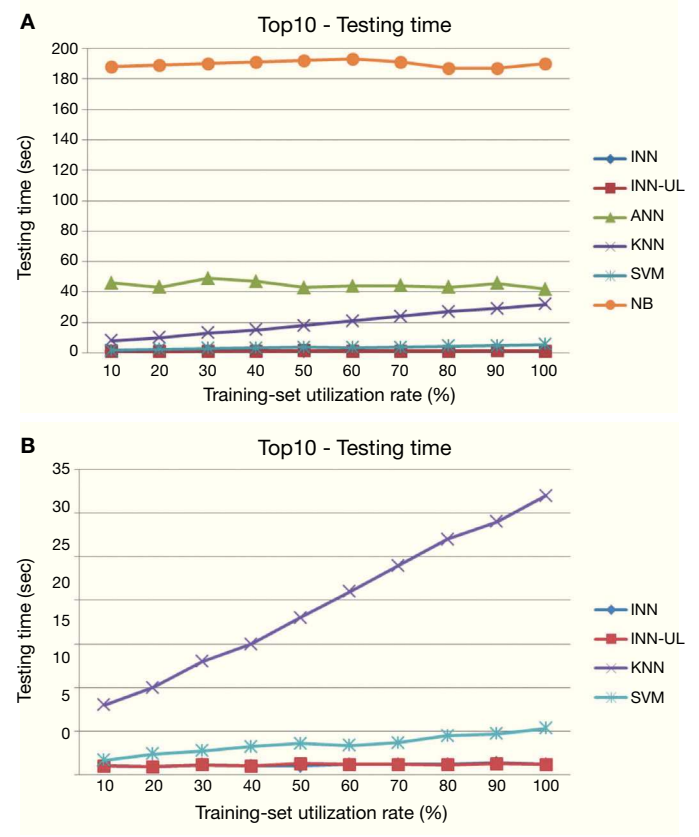 A
Top10 - Testing time
Testing time (sec)
200
180
160
140
120
100
80
60
40
20
0
10 20 30 40 50 60 70 80 90 100
Training-set utilization rate (%)
INN
INN-UL
ANN
KNN
SVM
NB
B
Top10 - Testing time
Testing time (sec)
35
30
25
20
15
10
5
0
10 20 30 40 50 60 70 80 90 100
Training-set utilization rate (%)
INN
INN-UL
KNN
SVM